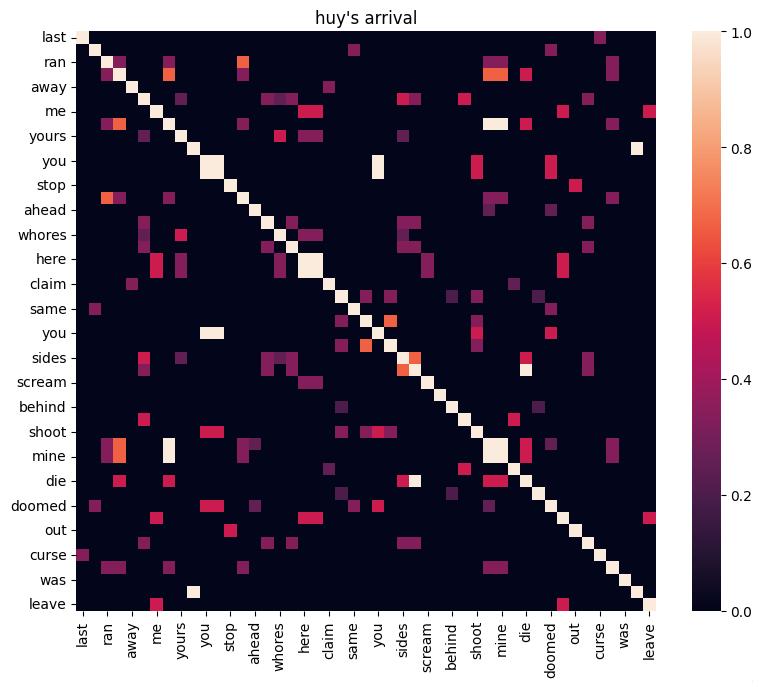 huy's arrival
last
ran
away
me
yours
you
stop
ahead
whores
here
claim
same
you
sides
scream
behind
shoot
mine
die
doomed
out
curse
was
leave
last
ran
away
me
yours
you
stop
ahead
whores
here
claim
same
you
sides
scream
behind
shoot
mine
die
doomed
out
curse
was
leave
1.0
0.8
0.6
0.4
0.2
0.0